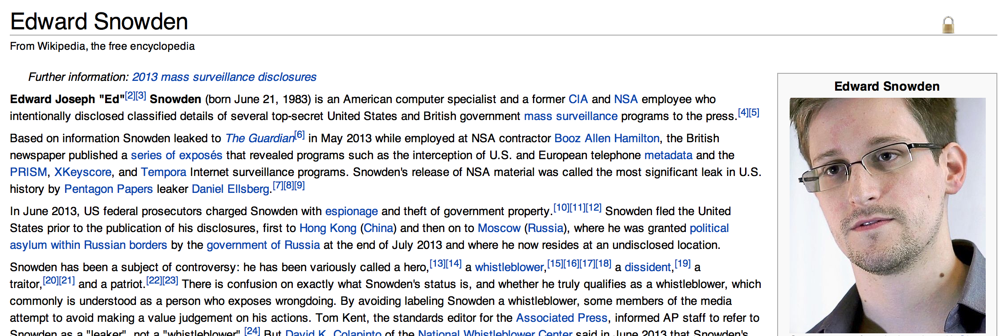 Edward Snowden
From Wikipedia, the free encyclopedia
Further information: 2013 mass surveillance disclosures
Edward Joseph "Ed"[2][3] Snowden (born June 21, 1983) is an American computer specialist and a former CIA and NSA employee who
intentionally disclosed classified details of several top-secret United States and British government mass surveillance programs to the press.[4][5]
Based on information Snowden leaked to The Guardian[6] in May 2013 while employed at NSA contractor Booz Allen Hamilton, the British
newspaper published a series of exposés that revealed programs such as the interception of U.S. and European telephone metadata and the
PRISM, XKeyscore, and Tempora Internet surveillance programs. Snowden's release of NSA material was called the most significant leak in U.S.
history by Pentagon Papers leaker Daniel Ellsberg.[7][8][9]
In June 2013, US federal prosecutors charged Snowden with espionage and theft of government property.[10][11][12] Snowden fled the United
States prior to the publication of his disclosures, first to Hong Kong (China) and then on to Moscow (Russia), where he was granted political
asylum within Russian borders by the government of Russia at the end of July 2013 and where he now resides at an undisclosed location.
Snowden has been a subject of controversy: he has been variously called a hero,[13][14] a whistleblower,[15][16][17][18] a dissident,[19] a
traitor,[20][21] and a patriot.[22][23] There is confusion on exactly what Snowden's status is, and whether he truly qualifies as a whistleblower, which
commonly is understood as a person who exposes wrongdoing. By avoiding labeling Snowden a whistleblower, some members of the media
attempt to avoid making a value judgement on his actions. Tom Kent, the standards editor for the Associated Press, informed AP staff to refer to
Snowden as a "leaker", not a "whistleblower".[24] But David K. Colapinto of the National Whistleblower Center said in June 2013 that Snowden's
Edward Snowden